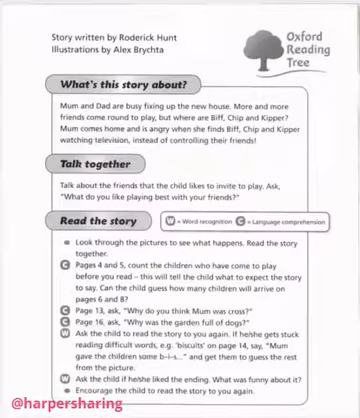 Story written by Roderick Hunt
Illustrations by Alex Brychta
Oxford
Reading
Tree
What's this story about?
Mum and Dad are busy fixing up the new house. More and more
friends come round to play, but where are Biff, Chip and Kipper?
Mum comes home and is angry when she finds Biff, Chip and Kipper
watching television, instead of controlling their friends!
Talk together
Talk about the friends that the child likes to invite to play. Ask,
"What do you like playing best with your friends?"
Read the story
W = Word recognition C = Language comprehension
Look through the pictures to see what happens. Read the story
together.
C Pages 4 and 5, count the children who have come to play
before you read – this will tell the child what to expect the story
to say. Can the child guess how many children will arrive on
pages 6 and 8?
C Page 13, ask, "Why do you think Mum was cross?"
C Page 16, ask, "Why was the garden full of dogs?"
W Ask the child to read the story to you again. If he/she gets stuck
reading difficult words, e.g. 'biscuits' on page 14, say, "Mum
gave the children some b-i-s..." and get them to guess the rest
from the picture.
W Ask the child if he/she liked the ending. What was funny about it?
Encourage the child to read the story to you again.
@harpersharing